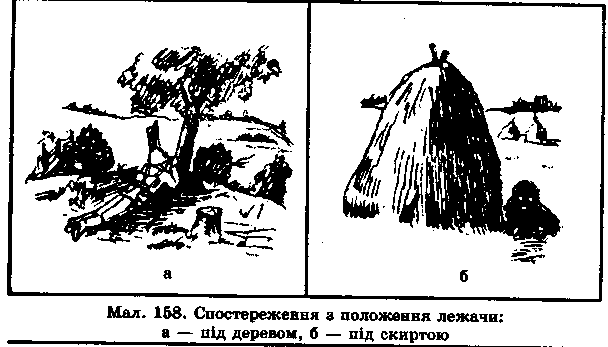 а
б
Мал. 158. Спостереження з положення лежачи:
а — під деревом, б — під скиртою